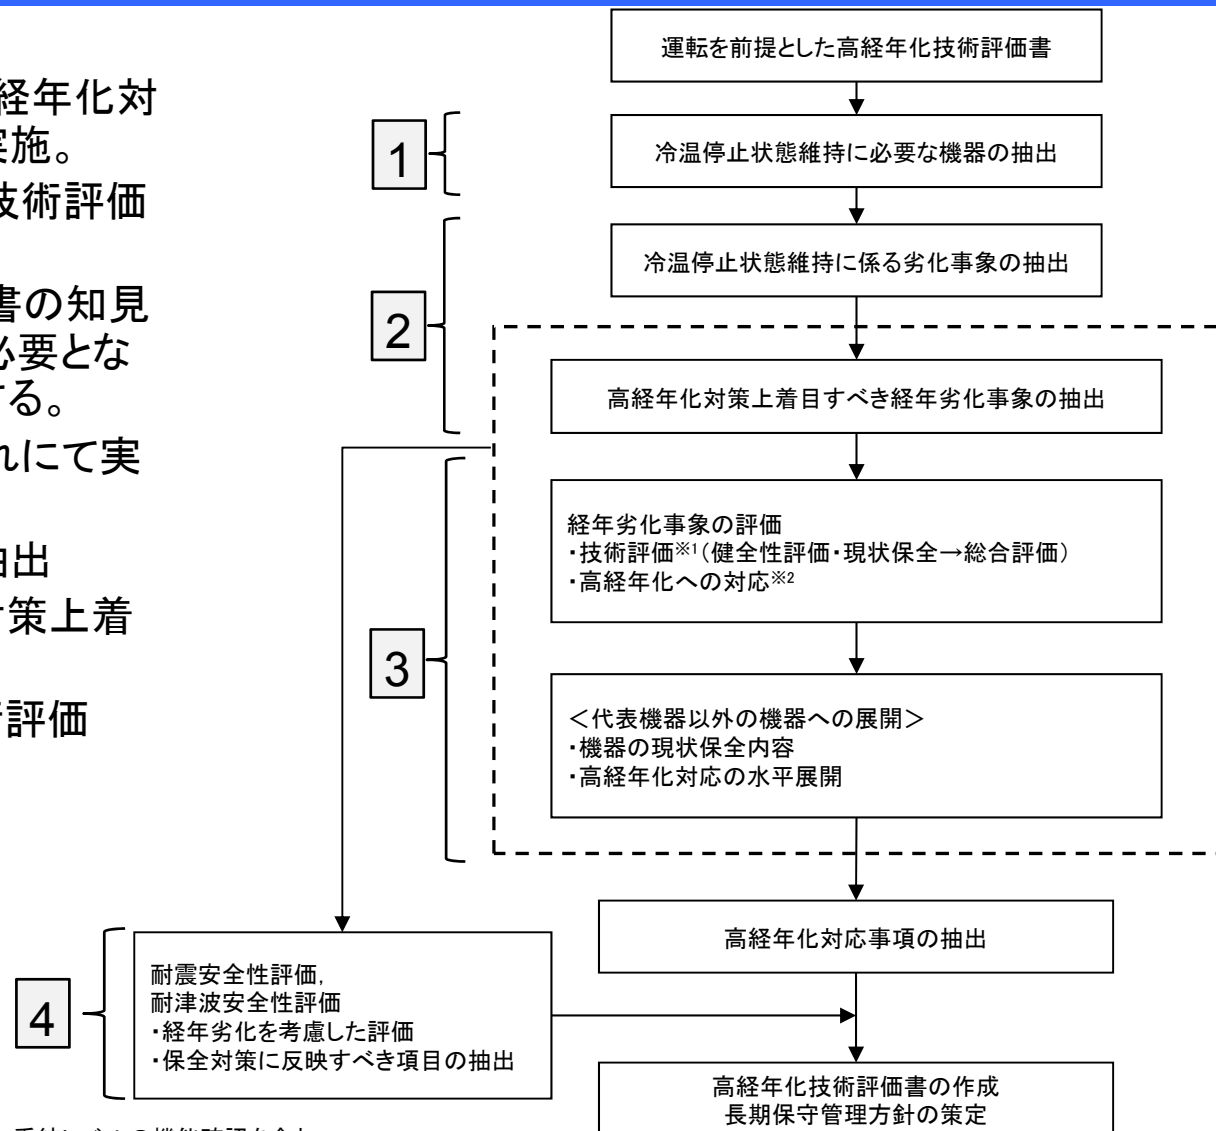 経年化対
実施。
技術評価
書の知見
必要とな
する。
れにて実
抽出
対策上着
評価
運転を前提とした高経年化技術評価書
1
冷温停止状態維持に必要な機器の抽出
冷温停止状態維持に係る劣化事象の抽出
2
高経年化対策上着目すべき経年劣化事象の抽出
経年劣化事象の評価
・技術評価※1(健全性評価・現状保全→総合評価)
・高経年化への対応※2
3
<代表機器以外の機器への展開>
・機器の現状保全内容
・高経年化対応の水平展開
高経年化対応事項の抽出
4
耐震安全性評価,
耐津波安全性評価
・経年劣化を考慮した評価
・保全対策に反映すべき項目の抽出
高経年化技術評価書の作成
長期保守管理方針の策定